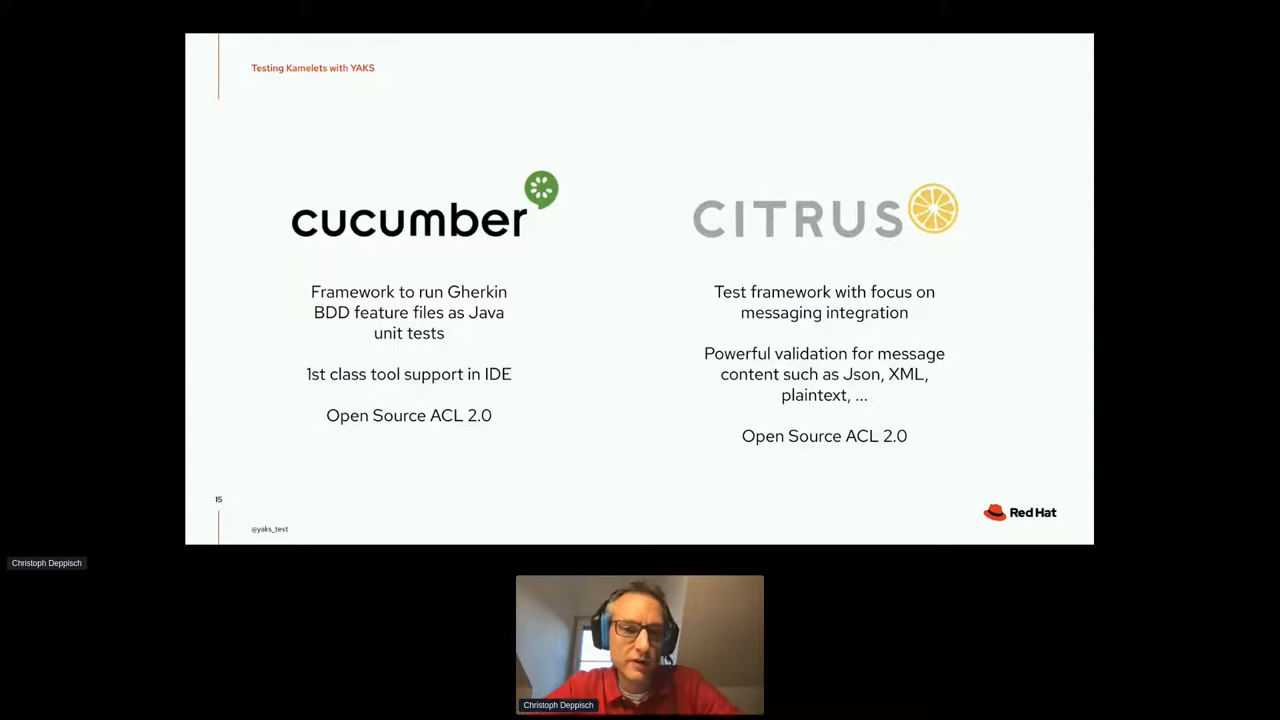 Testing Kamelets with YAKS
cucumber
Framework to run Gherkin
BDD feature files as Java
unit tests
1st class tool support in IDE
Open Source ACL 2.0
CITRUS
Test framework with focus on
messaging integration
Powerful validation for message
content such as Json, XML,
plaintext, ...
Open Source ACL 2.0
15
@yaks_test
Red Hat
Christoph Deppisch
Christoph Deppisch